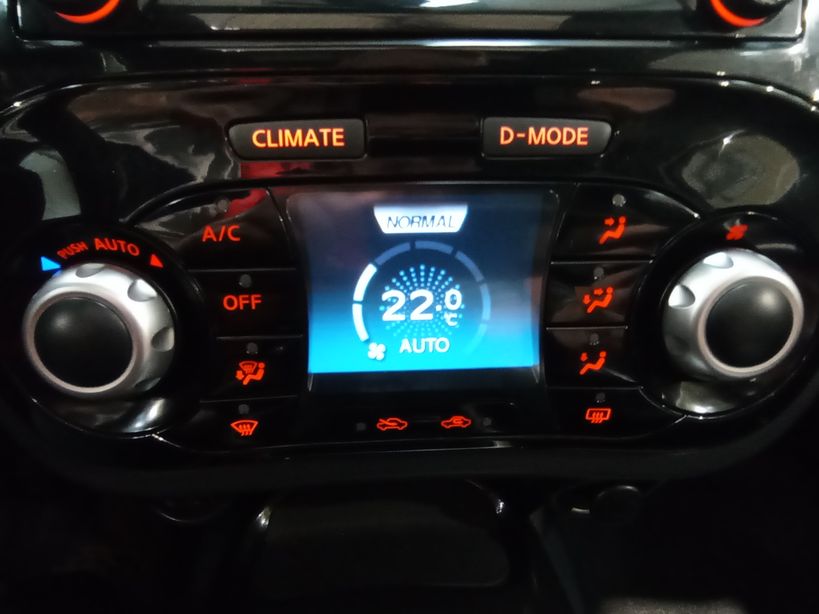 CLIMATE
D-MODE
PUSH AUTO
A/C
OFF
NORMAL
22.0
°C
AUTO